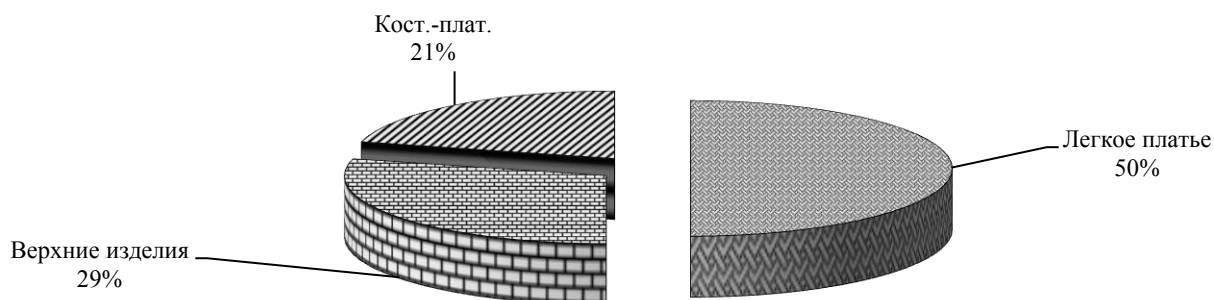 Кост.-плат.
21%
Легкое платье
50%
Верхние изделия
29%